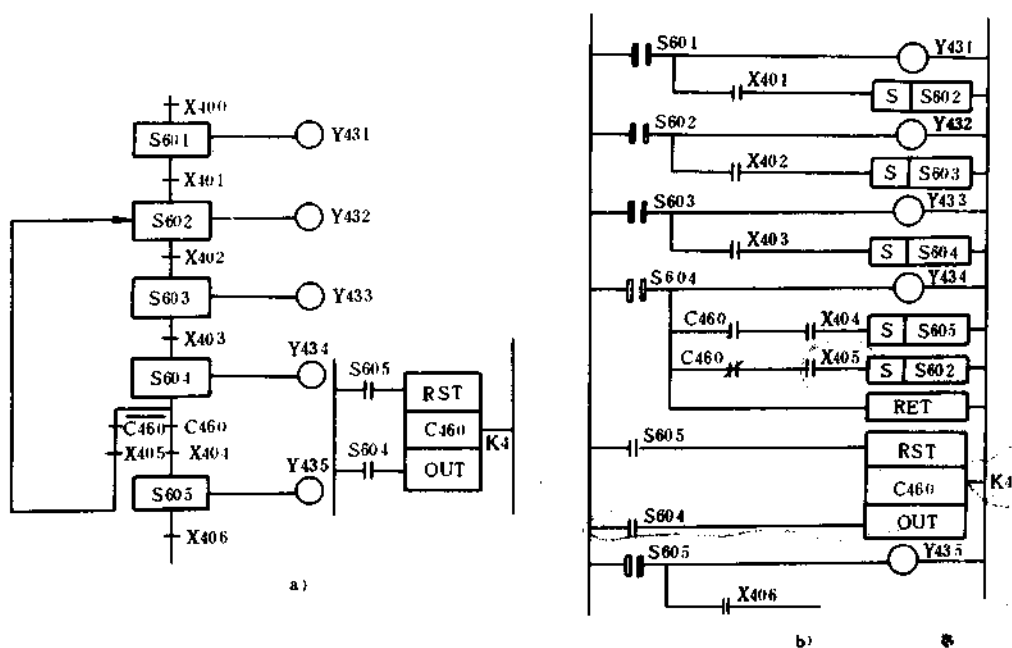 X400
S601
Y431
X401
S602
Y432
X402
S603
Y433
X403
S604
Y434
C460
C460
X405
X404
S605
Y435
X406
S605
RST
C460
K4
S604
OUT
a)
S601
Y431
X401
S S602
S602
Y432
X402
S S603
S603
Y433
X403
S S604
S604
Y434
C460
X404
S S605
C460
X405
S S602
RET
S605
RST
C460
K4
S604
OUT
S605
Y435
X406
b)